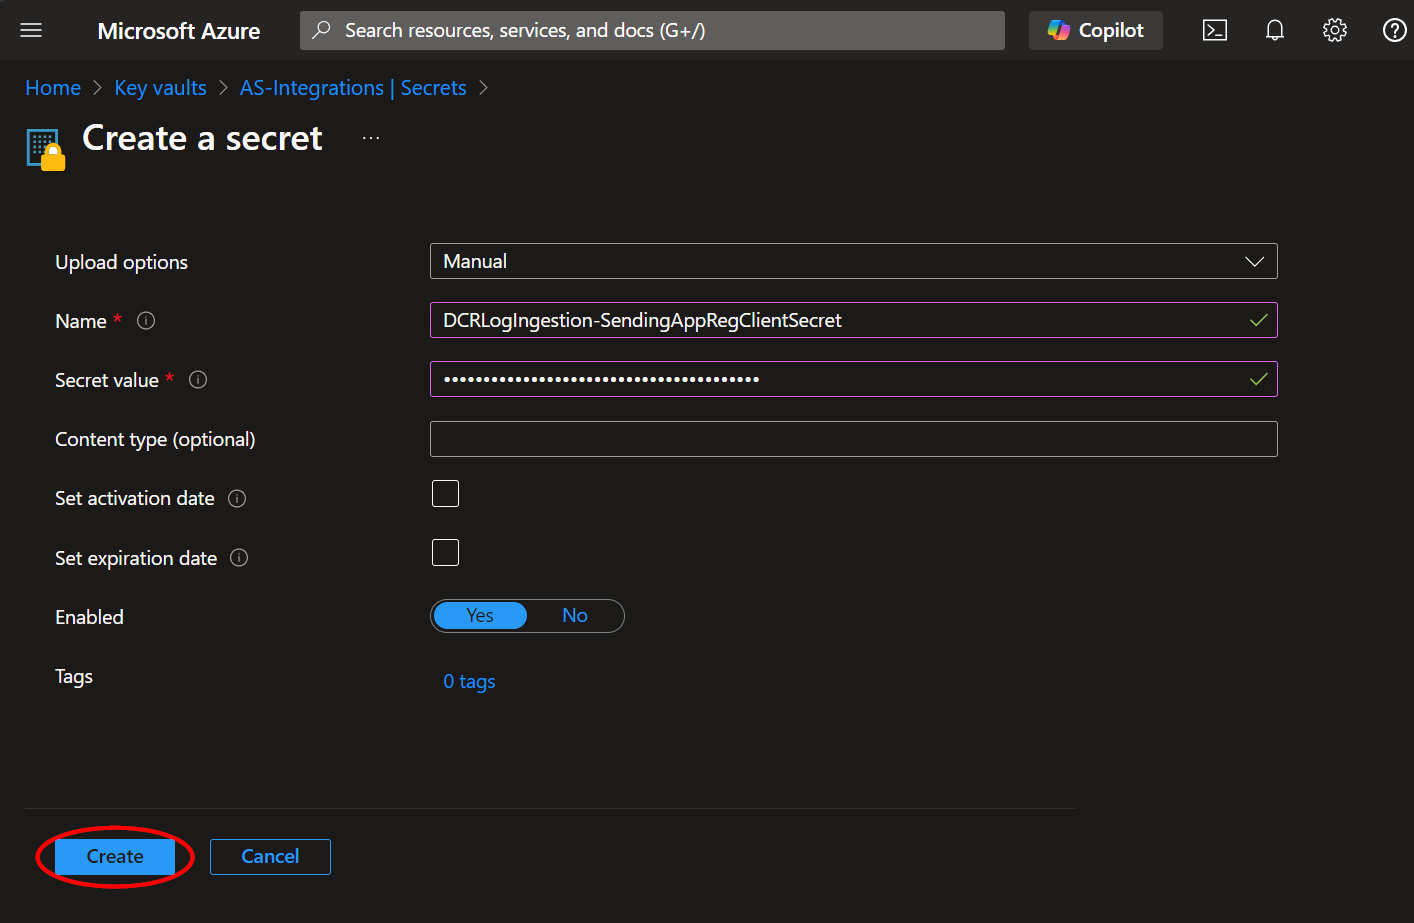 Microsoft Azure
Search resources, services, and docs (G+/)
Copilot
Home > Key vaults > AS-Integrations | Secrets >
Create a secret ...
Upload options
Manual
Name *
DCRLogIngestion-SendingAppRegClientSecret
Secret value *
••••••••••••••••••••••••••••••••••••••••
Content type (optional)
Set activation date
Set expiration date
Enabled
Yes No
Tags
0 tags
Create
Cancel